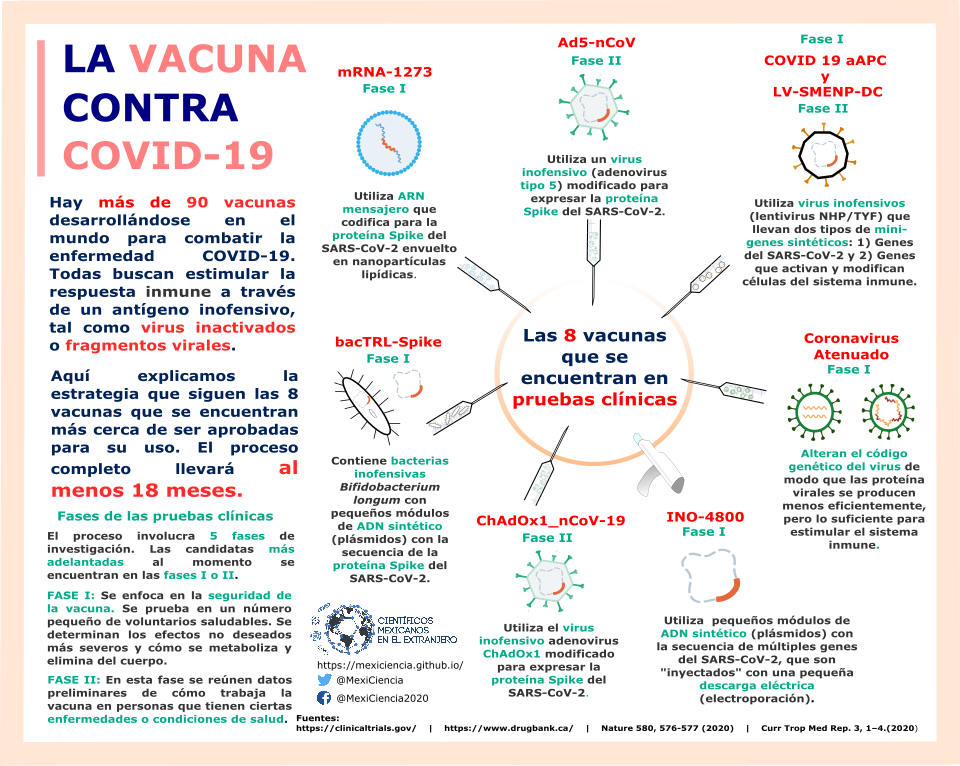 LA VACUNA
CONTRA
COVID-19
Hay más de 90 vacunas
desarrollándose en el
mundo para combatir la
enfermedad COVID-19.
Todas buscan estimular la
respuesta inmune a través
de un antígeno inofensivo,
tal como virus inactivados
o fragmentos virales.
Aquí explicamos la
estrategia que siguen las 8
vacunas que se encuentran
más cerca de ser aprobadas
para su uso. El proceso
completo llevará al
menos 18 meses.
Fases de las pruebas clínicas
El proceso involucra 5 fases de
investigación. Las candidatas más
adelantadas al momento se
encuentran en las fases I o II.
FASE I: Se enfoca en la seguridad de
la vacuna. Se prueba en un número
pequeño de voluntarios saludables. Se
determinan los efectos no deseados
más severos y cómo se metaboliza y
elimina del cuerpo.
FASE II: En esta fase se reúnen datos
preliminares de cómo trabaja la
vacuna en personas que tienen ciertas
enfermedades o condiciones de salud.
mRNA-1273
Fase I
Utiliza ARN
mensajero que
codifica para la
proteína Spike del
SARS-CoV-2 envuelto
en nanopartículas
lipídicas.
Ad5-nCoV
Fase II
Utiliza un virus
inofensivo (adenovirus
tipo 5) modificado para
expresar la proteína
Spike del SARS-CoV-2.
Fase I
COVID 19 aAPC
y
LV-SMENP-DC
Fase II
Utiliza virus inofensivos
(lentivirus NHP/TYF) que
llevan dos tipos de mini-
genes sintéticos: 1) Genes
del SARS-CoV-2 y 2) Genes
que activan y modifican
células del sistema inmune.
Las 8 vacunas
que se
encuentran en
pruebas clínicas
bacTRL-Spike
Fase I
Contiene bacterias
inofensivas
Bifidobacterium
longum con
pequeños módulos
de ADN sintético
(plásmidos) con la
secuencia de la
proteína Spike del
SARS-CoV-2.
Coronavirus
Atenuado
Fase I
Alteran el código
genético del virus de
modo que las proteína
virales se producen
menos eficientemente,
pero lo suficiente para
estimular el sistema
inmune.
ChAdOx1_nCoV-19
Fase II
Utiliza el virus
inofensivo adenovirus
ChAdOx1 modificado
para expresar la
proteína Spike del
SARS-CoV-2.
INO-4800
Fase I
Utiliza pequeños módulos de
ADN sintético (plásmidos) con
la secuencia de múltiples genes
del SARS-CoV-2, que son
"inyectados" con una pequeña
descarga eléctrica
(electroporación).
CIENTÍFICOS
MEXICANOS
EN EL EXTRANJERO
https://mexiciencia.github.io/
@MexiCiencia
@MexiCiencia2020
Fuentes:
https://clinicaltrials.gov/ | https://www.drugbank.ca/ | Nature 580, 576-577 (2020) | Curr Trop Med Rep. 3, 1–4.(2020)